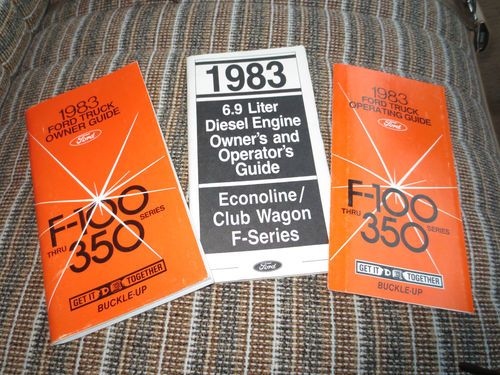 1983
FORD TRUCK
OWNER GUIDE
Ford
F-100
THRU 350 SERIES
GET IT TOGETHER
BUCKLE-UP
1983
6.9 Liter
Diesel Engine
Owner's and
Operator's
Guide
Econoline/
Club Wagon
F-Series
Ford
1983
FORD TRUCK
OPERATING GUIDE
Ford
F-100
THRU 350 SERIES
GET IT TOGETHER
BUCKLE-UP